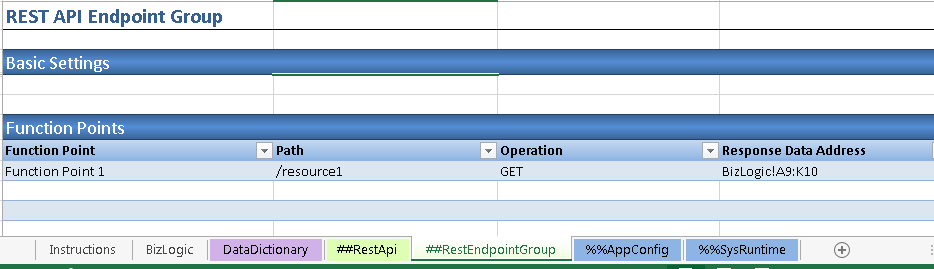 REST API Endpoint Group
Basic Settings
Function Points
Function Point Path Operation Response Data Address
Function Point 1 /resource1 GET BizLogic!A9:K10
Instructions BizLogic DataDictionary ##RestApi ##RestEndpointGroup %%AppConfig %%SysRuntime